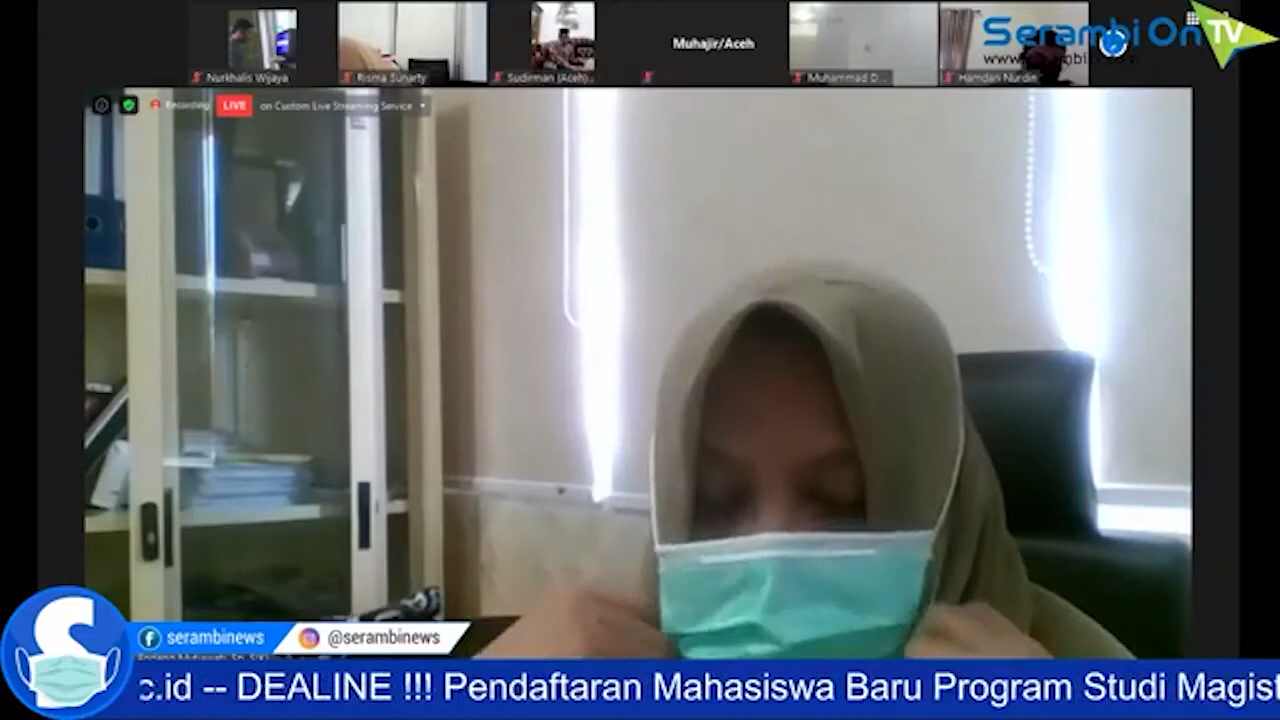 Serambi On TV
Nurkhalis Wijaya
Risma Sunarty
Sudirman (Aceh)...
Muhajir/Aceh
Muhammad D...
Hamdan Nurdin
Recording
LIVE
on Custom Live Streaming Service
serambinews
@serambinews
c.id -- DEALINE !!! Pendaftaran Mahasiswa Baru Program Studi Magist